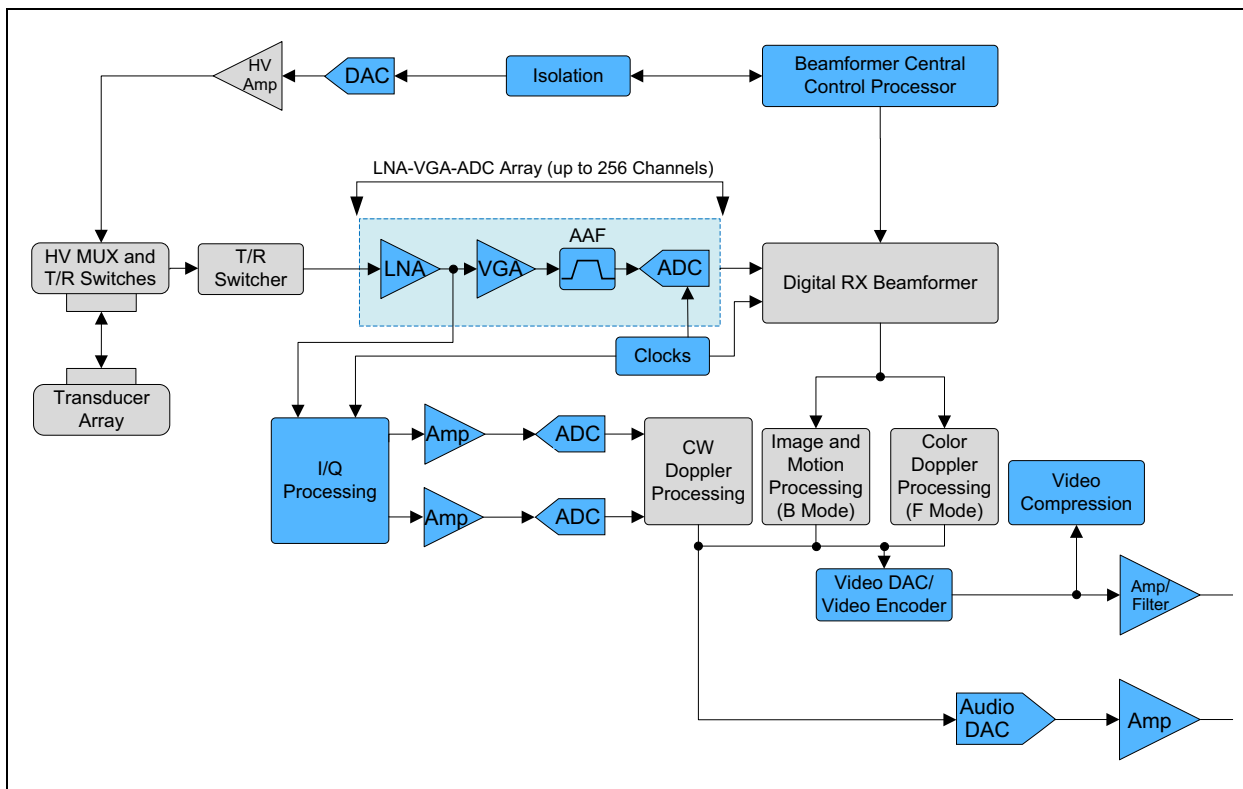 HV
Amp
DAC
Isolation
Beamformer Central
Control Processor
LNA-VGA-ADC Array (up to 256 Channels)
HV MUX and
T/R Switches
T/R
Switcher
LNA
VGA
AAF
ADC
Digital RX Beamformer
Clocks
Transducer
Array
I/Q
Processing
Amp
ADC
Amp
ADC
CW
Doppler
Processing
Image and
Motion
Processing
(B Mode)
Color
Doppler
Processing
(F Mode)
Video
Compression
Video DAC/
Video Encoder
Amp/
Filter
Audio
DAC
Amp